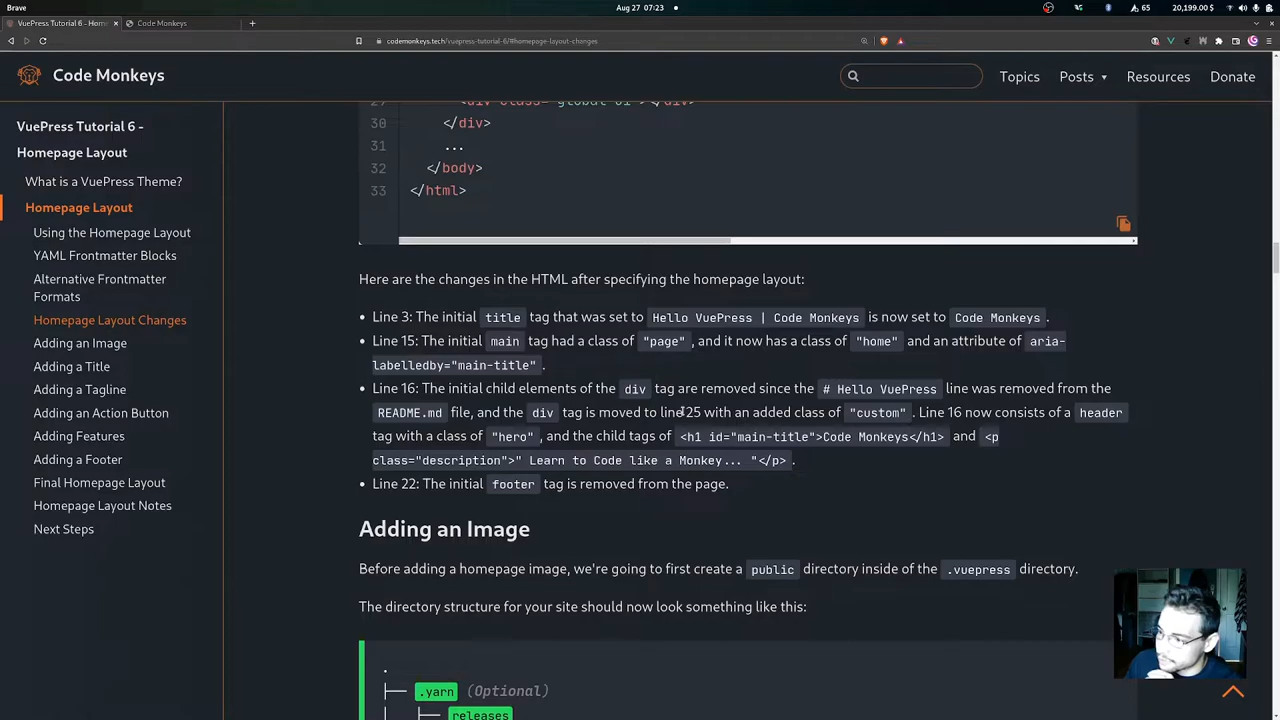 Brave
Aug 27 07:23
65
20,199.00 $
VuePress Tutorial 6 - Home
Code Monkeys
codemonkeys.tech/vuepress-tutorial-6/#homepage-layout-changes
Code Monkeys
Topics
Posts
Resources
Donate
VuePress Tutorial 6 -
Homepage Layout
What is a VuePress Theme?
Homepage Layout
Using the Homepage Layout
YAML Frontmatter Blocks
Alternative Frontmatter
Formats
Homepage Layout Changes
Adding an Image
Adding a Title
Adding a Tagline
Adding an Action Button
Adding Features
Adding a Footer
Final Homepage Layout
Homepage Layout Notes
Next Steps
30 </div>
31 ...
32 </body>
33 </html>
Here are the changes in the HTML after specifying the homepage layout:
• Line 3: The initial title tag that was set to Hello VuePress | Code Monkeys is now set to Code Monkeys .
• Line 15: The initial main tag had a class of "page" , and it now has a class of "home" and an attribute of aria-
labelledby="main-title" .
• Line 16: The initial child elements of the div tag are removed since the # Hello VuePress line was removed from the
README.md file, and the div tag is moved to line 25 with an added class of "custom" . Line 16 now consists of a header
tag with a class of "hero" , and the child tags of <h1 id="main-title">Code Monkeys</h1> and <p
class="description">" Learn to Code like a Monkey... "</p> .
• Line 22: The initial footer tag is removed from the page.
Adding an Image
Before adding a homepage image, we're going to first create a public directory inside of the .vuepress directory.
The directory structure for your site should now look something like this:
.
├── .yarn (Optional)
├── releases